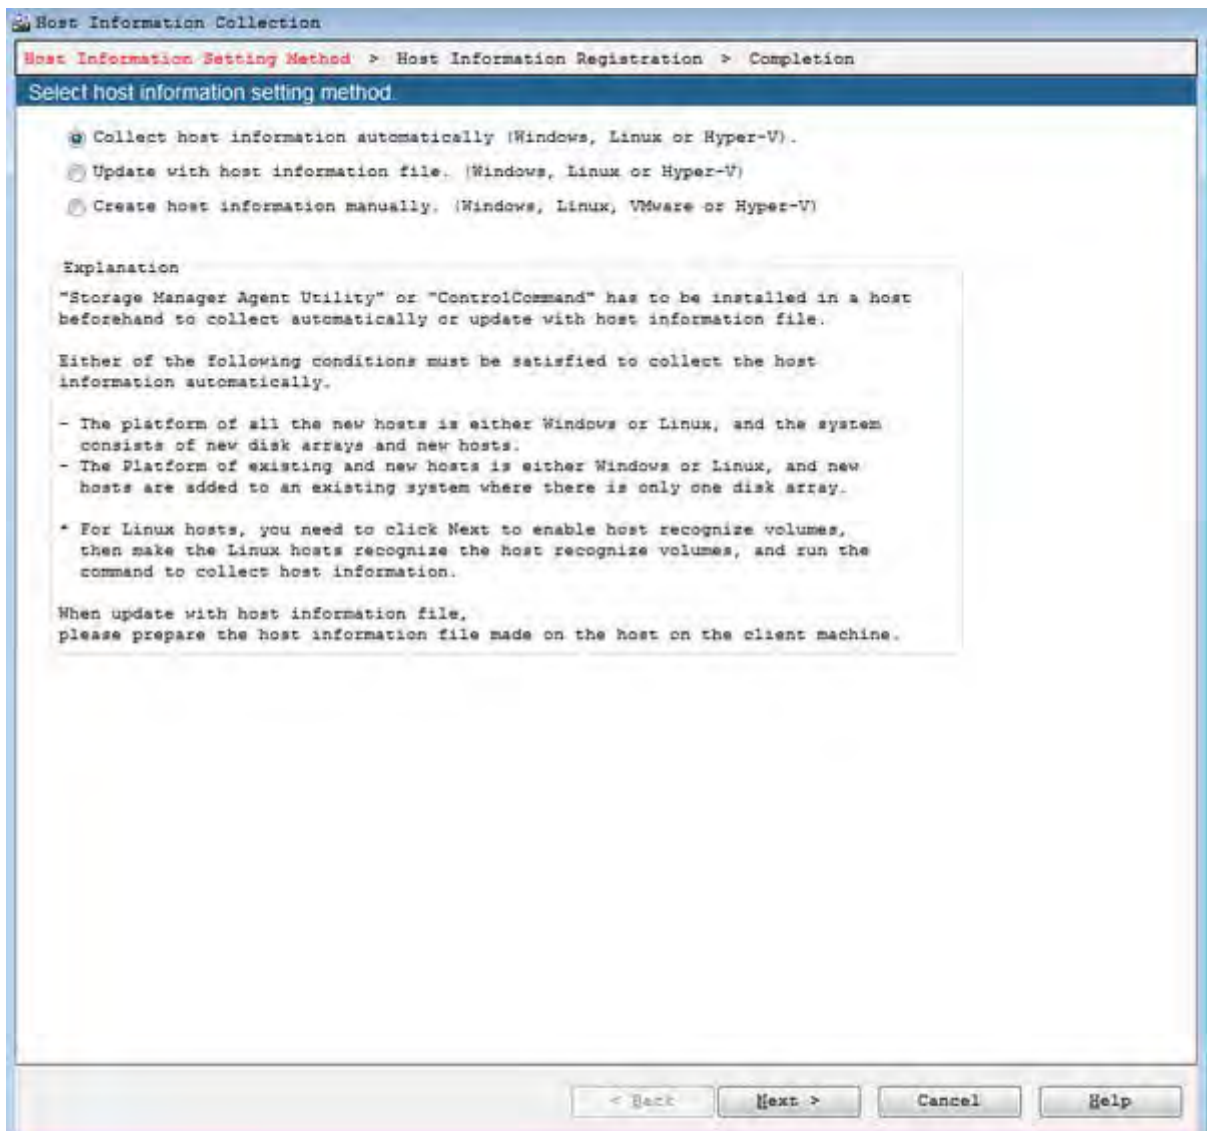 Host Information Collection
Host Information Setting Method > Host Information Registration > Completion
Select host information setting method.
Collect host information automatically (Windows, Linux or Hyper-V).
Update with host information file. (Windows, Linux or Hyper-V)
Create host information manually. (Windows, Linux, VMware or Hyper-V)
Explanation
"Storage Manager Agent Utility" or "ControlCommand" has to be installed in a host
beforehand to collect automatically or update with host information file.
Either of the following conditions must be satisfied to collect the host
information automatically.
- The platform of all the new hosts is either Windows or Linux, and the system
consists of new disk arrays and new hosts.
- The Platform of existing and new hosts is either Windows or Linux, and new
hosts are added to an existing system where there is only one disk array.
* For Linux hosts, you need to click Next to enable host recognize volumes,
then make the Linux hosts recognize the host recognize volumes, and run the
command to collect host information.
When update with host information file,
please prepare the host information file made on the host on the client machine.
< Back Next > Cancel Help